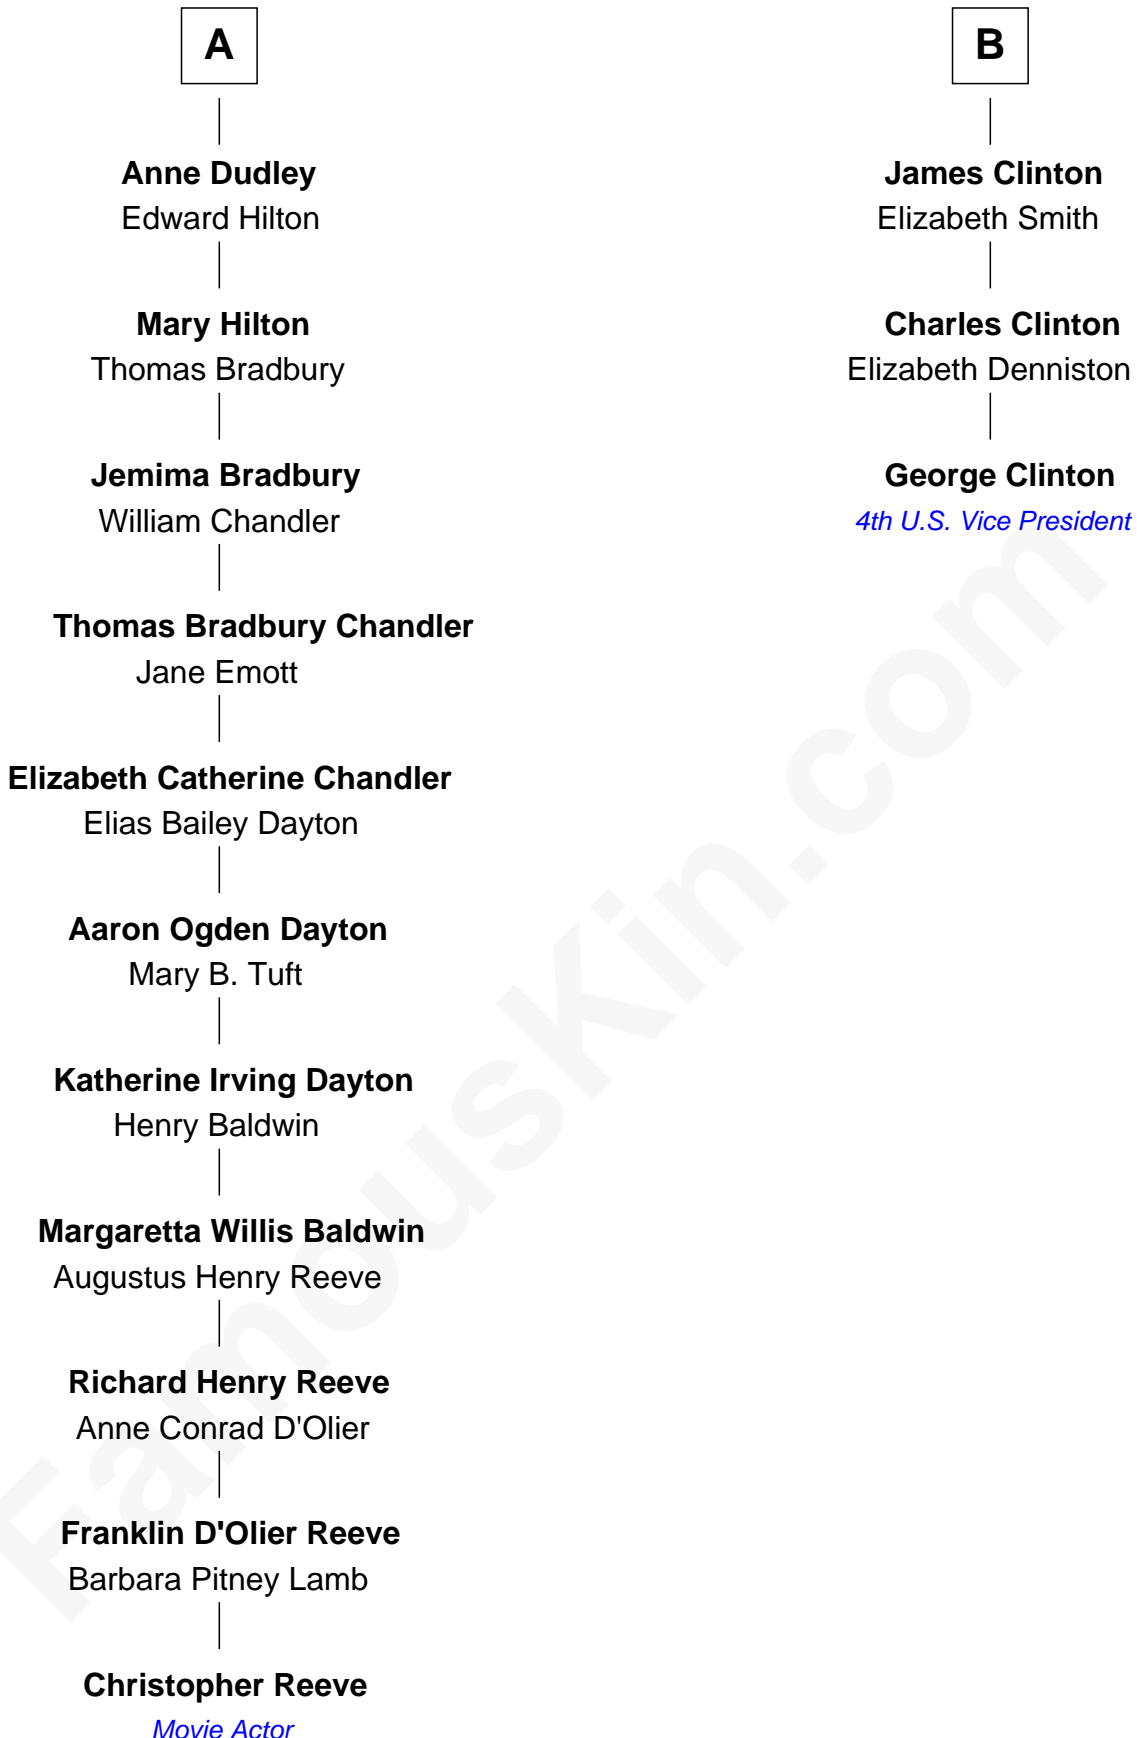 A
Anne Dudley
Edward Hilton
Mary Hilton
Thomas Bradbury
Jemima Bradbury
William Chandler
Thomas Bradbury Chandler
Jane Emott
Elizabeth Catherine Chandler
Elias Bailey Dayton
Aaron Ogden Dayton
Mary B. Tuft
Katherine Irving Dayton
Henry Baldwin
Margaretta Willis Baldwin
Augustus Henry Reeve
Richard Henry Reeve
Anne Conrad D'Olier
Franklin D'Olier Reeve
Barbara Pitney Lamb
Christopher Reeve
Movie Actor
B
James Clinton
Elizabeth Smith
Charles Clinton
Elizabeth Denniston
George Clinton
4th U.S. Vice President
FamousKin.com